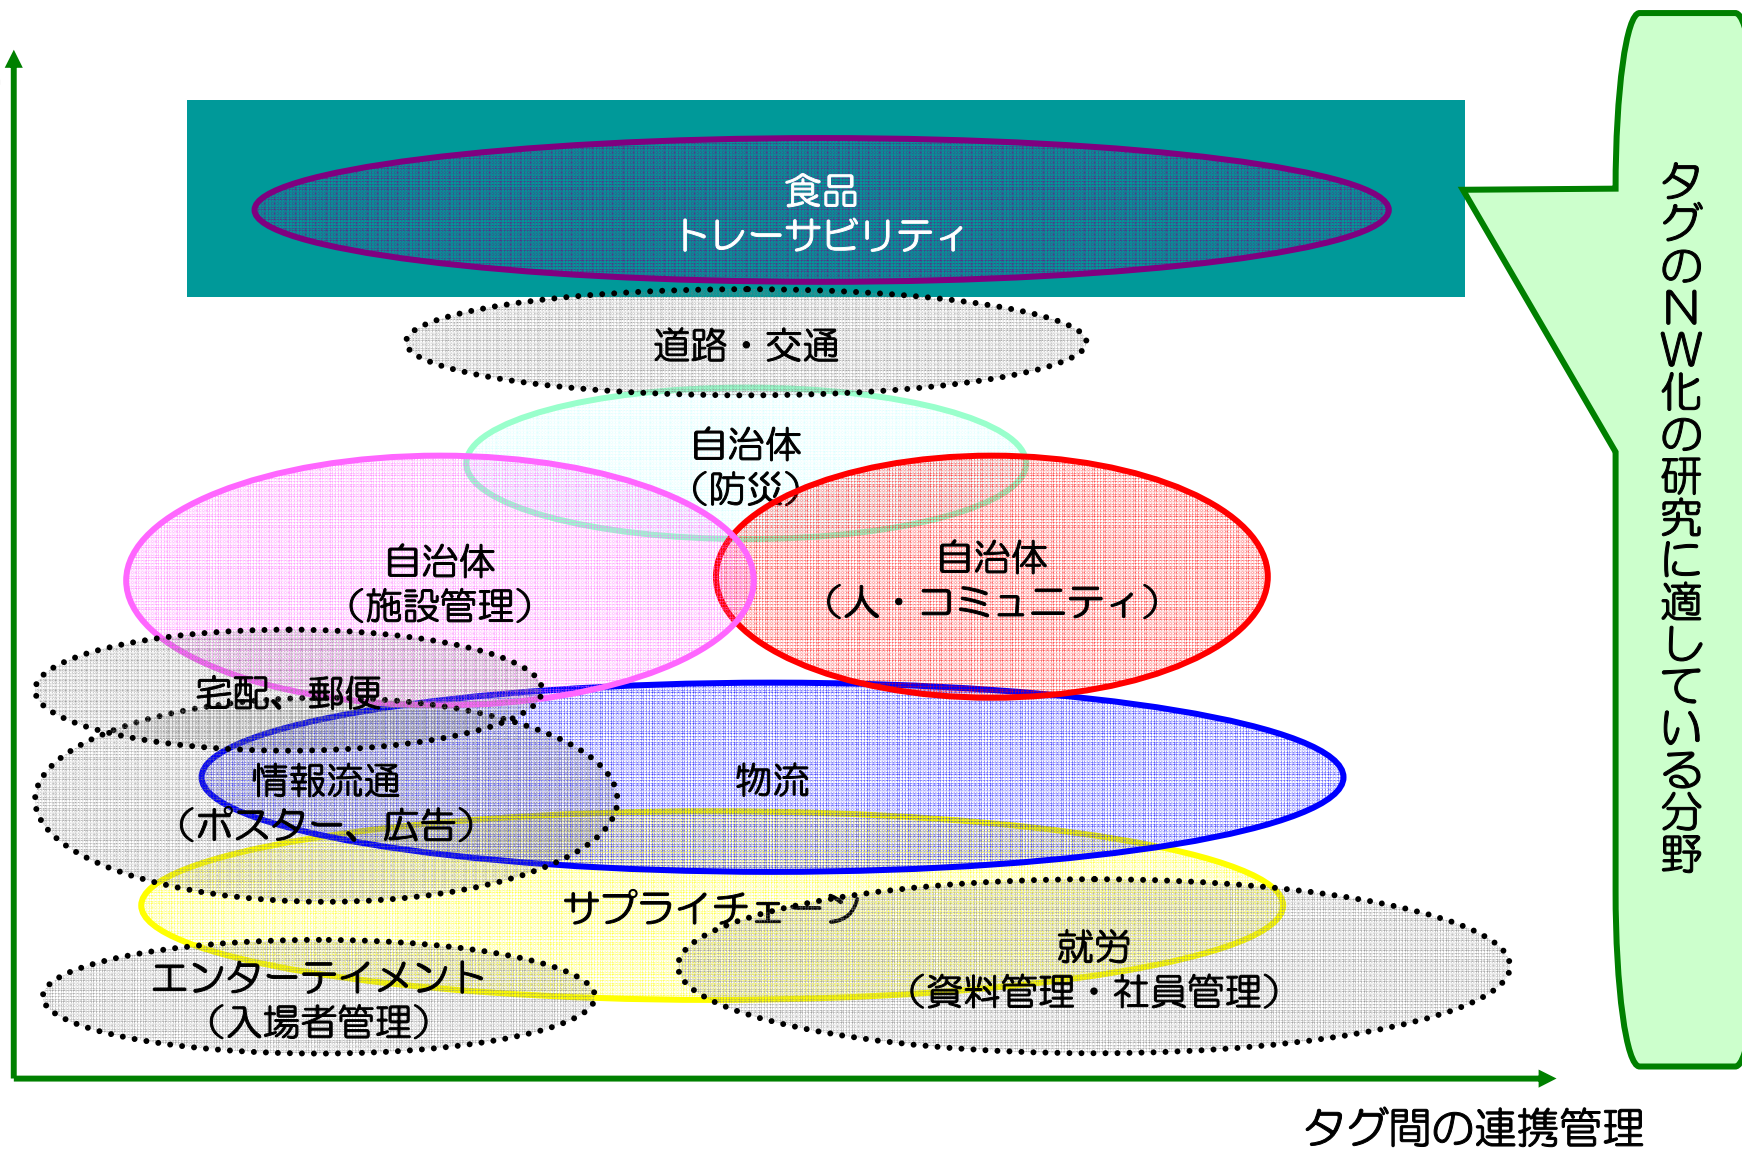 食品
トレーサビリティ
道路・交通
自治体
（防災）
自治体
（施設管理）
自治体
（人・コミュニティ）
宅配、郵便
情報流通
（ポスター、広告）
物流
サプライチェーン
就労
（資料管理・社員管理）
エンターテイメント
（入場者管理）
タグ間の連携管理
タグのＮＷ化の研究に適している分野